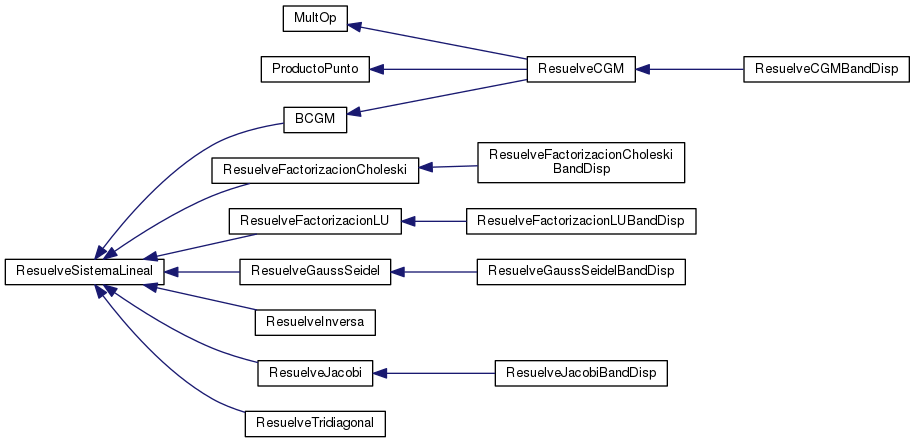 MultOp
ProductoPunto
ResuelveCGM
ResuelveCGMBandDisp
BCGM
ResuelveFactorizacionCholeski
ResuelveFactorizacionCholeski
BandDisp
ResuelveFactorizacionLU
ResuelveFactorizacionLUBandDisp
ResuelveSistemaLineal
ResuelveGaussSeidel
ResuelveGaussSeidelBandDisp
ResuelveInversa
ResuelveJacobi
ResuelveJacobiBandDisp
ResuelveTridiagonal